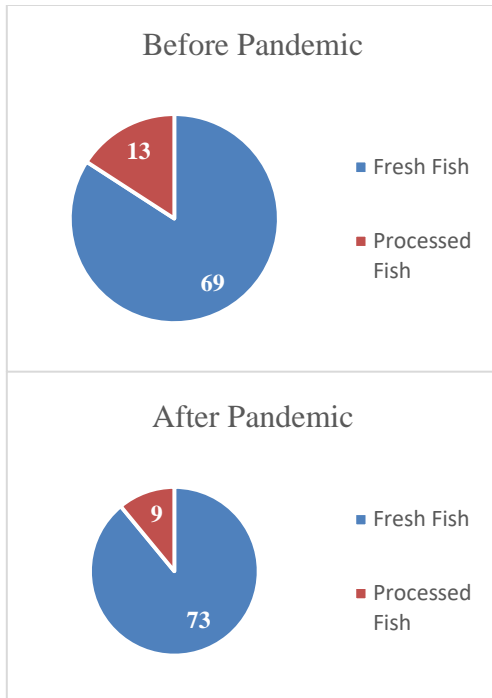 Before Pandemic
13
69
Fresh Fish
Processed
Fish
After Pandemic
9
73
Fresh Fish
Processed
Fish